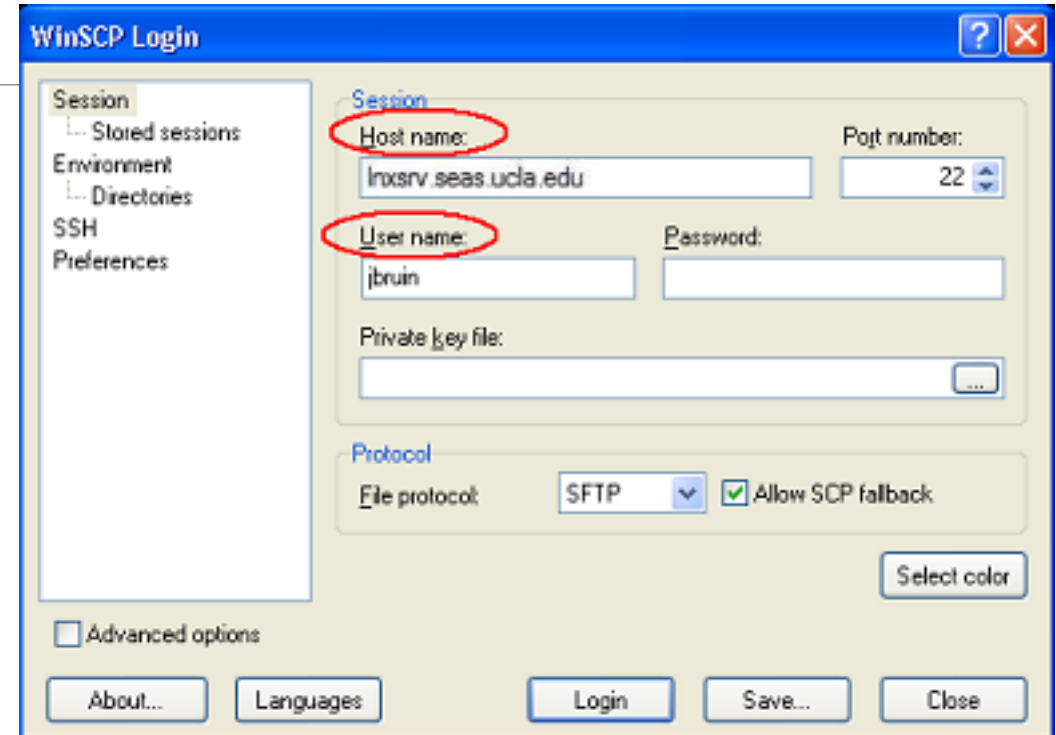 WinSCP Login
?
Session
Stored sessions
Environment
Directories
SSH
Preferences
Session
Host name:
Port number:
lnxsrv.seas.ucla.edu
22
User name:
Password:
jbruin
Private key file:
...
Protocol
File protocol:
SFTP
Allow SCP fallback
Select color
Advanced options
About...
Languages
Login
Save...
Close